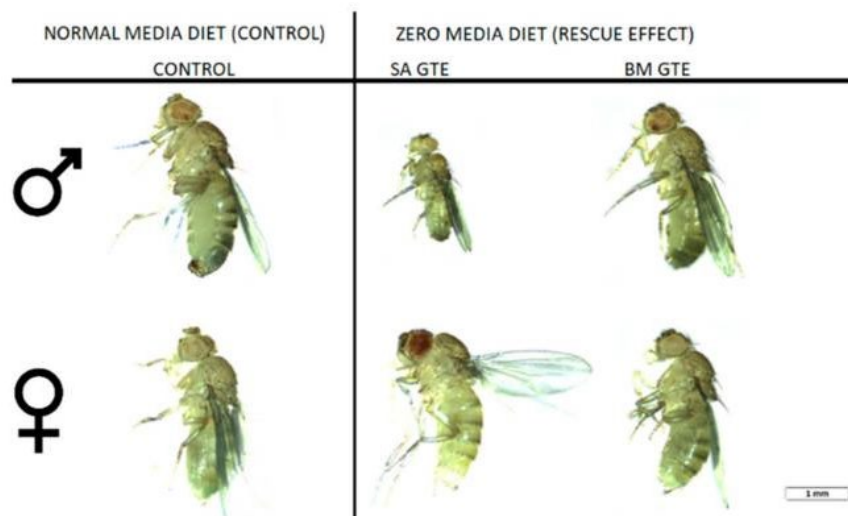 NORMAL MEDIA DIET (CONTROL)
ZERO MEDIA DIET (RESCUE EFFECT)
CONTROL
SA GTE
BM GTE
1 mm